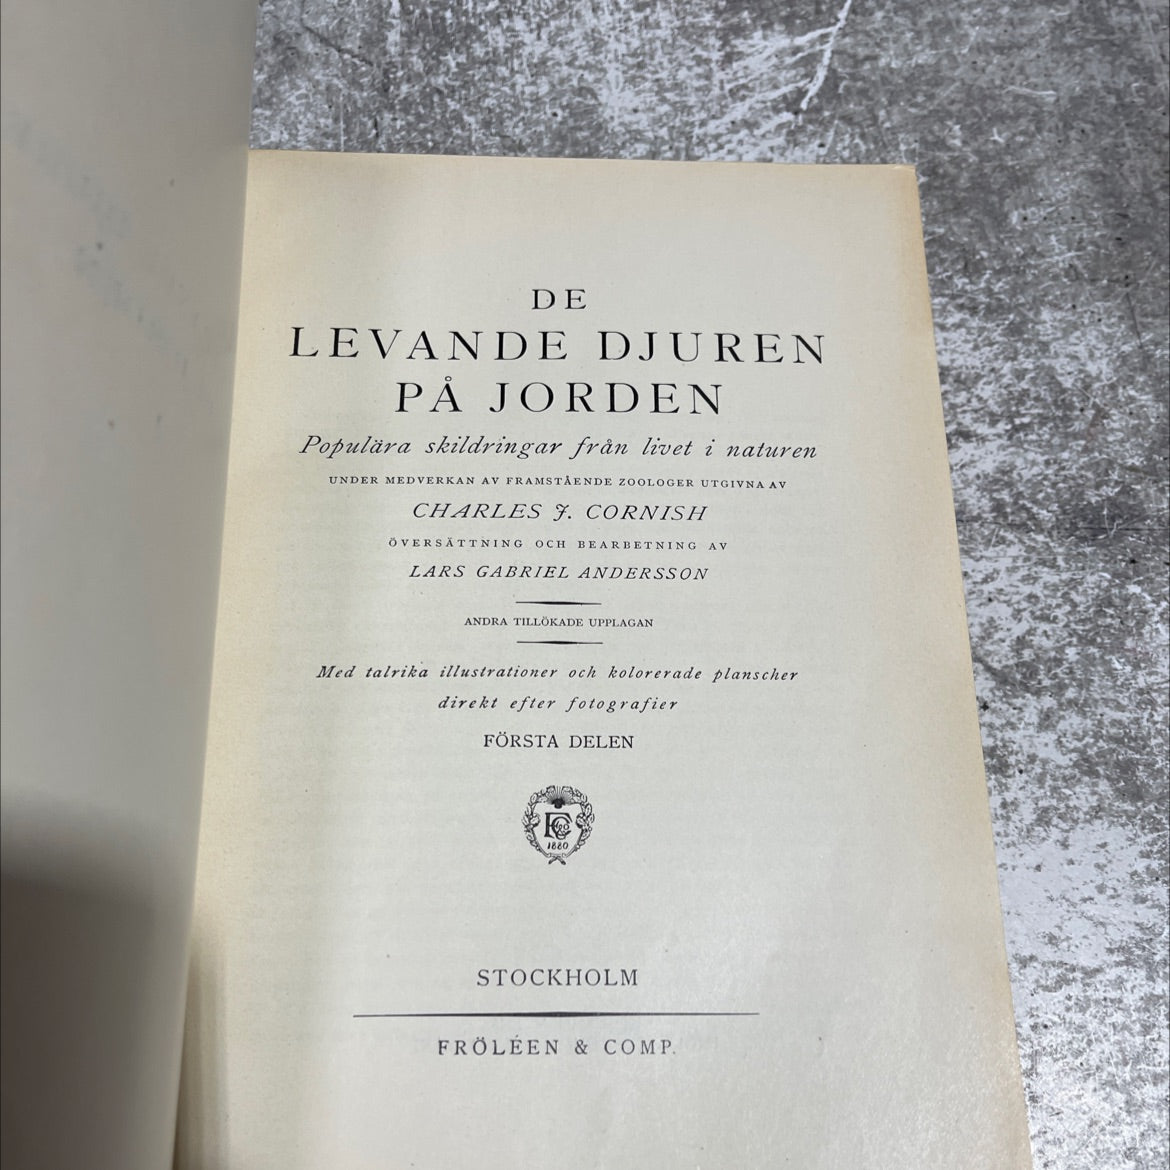 DE
LEVANDE DJUREN
PÅ JORDEN
Populära skildringar från livet i naturen
UNDER MEDVERKAN AV FRAMSTÅENDE ZOOLOGER UTGIVNA AV
CHARLES J. CORNISH
ÖVERSÄTTNING OCH BEARBETNING AV
LARS GABRIEL ANDERSSON
ANDRA TILLÖKADE UPPLAGAN
Med talrika illustrationer och kolorerade planscher
direkt efter fotografier
FÖRSTA DELEN
1880
STOCKHOLM
FRÖLÉEN & COMP.